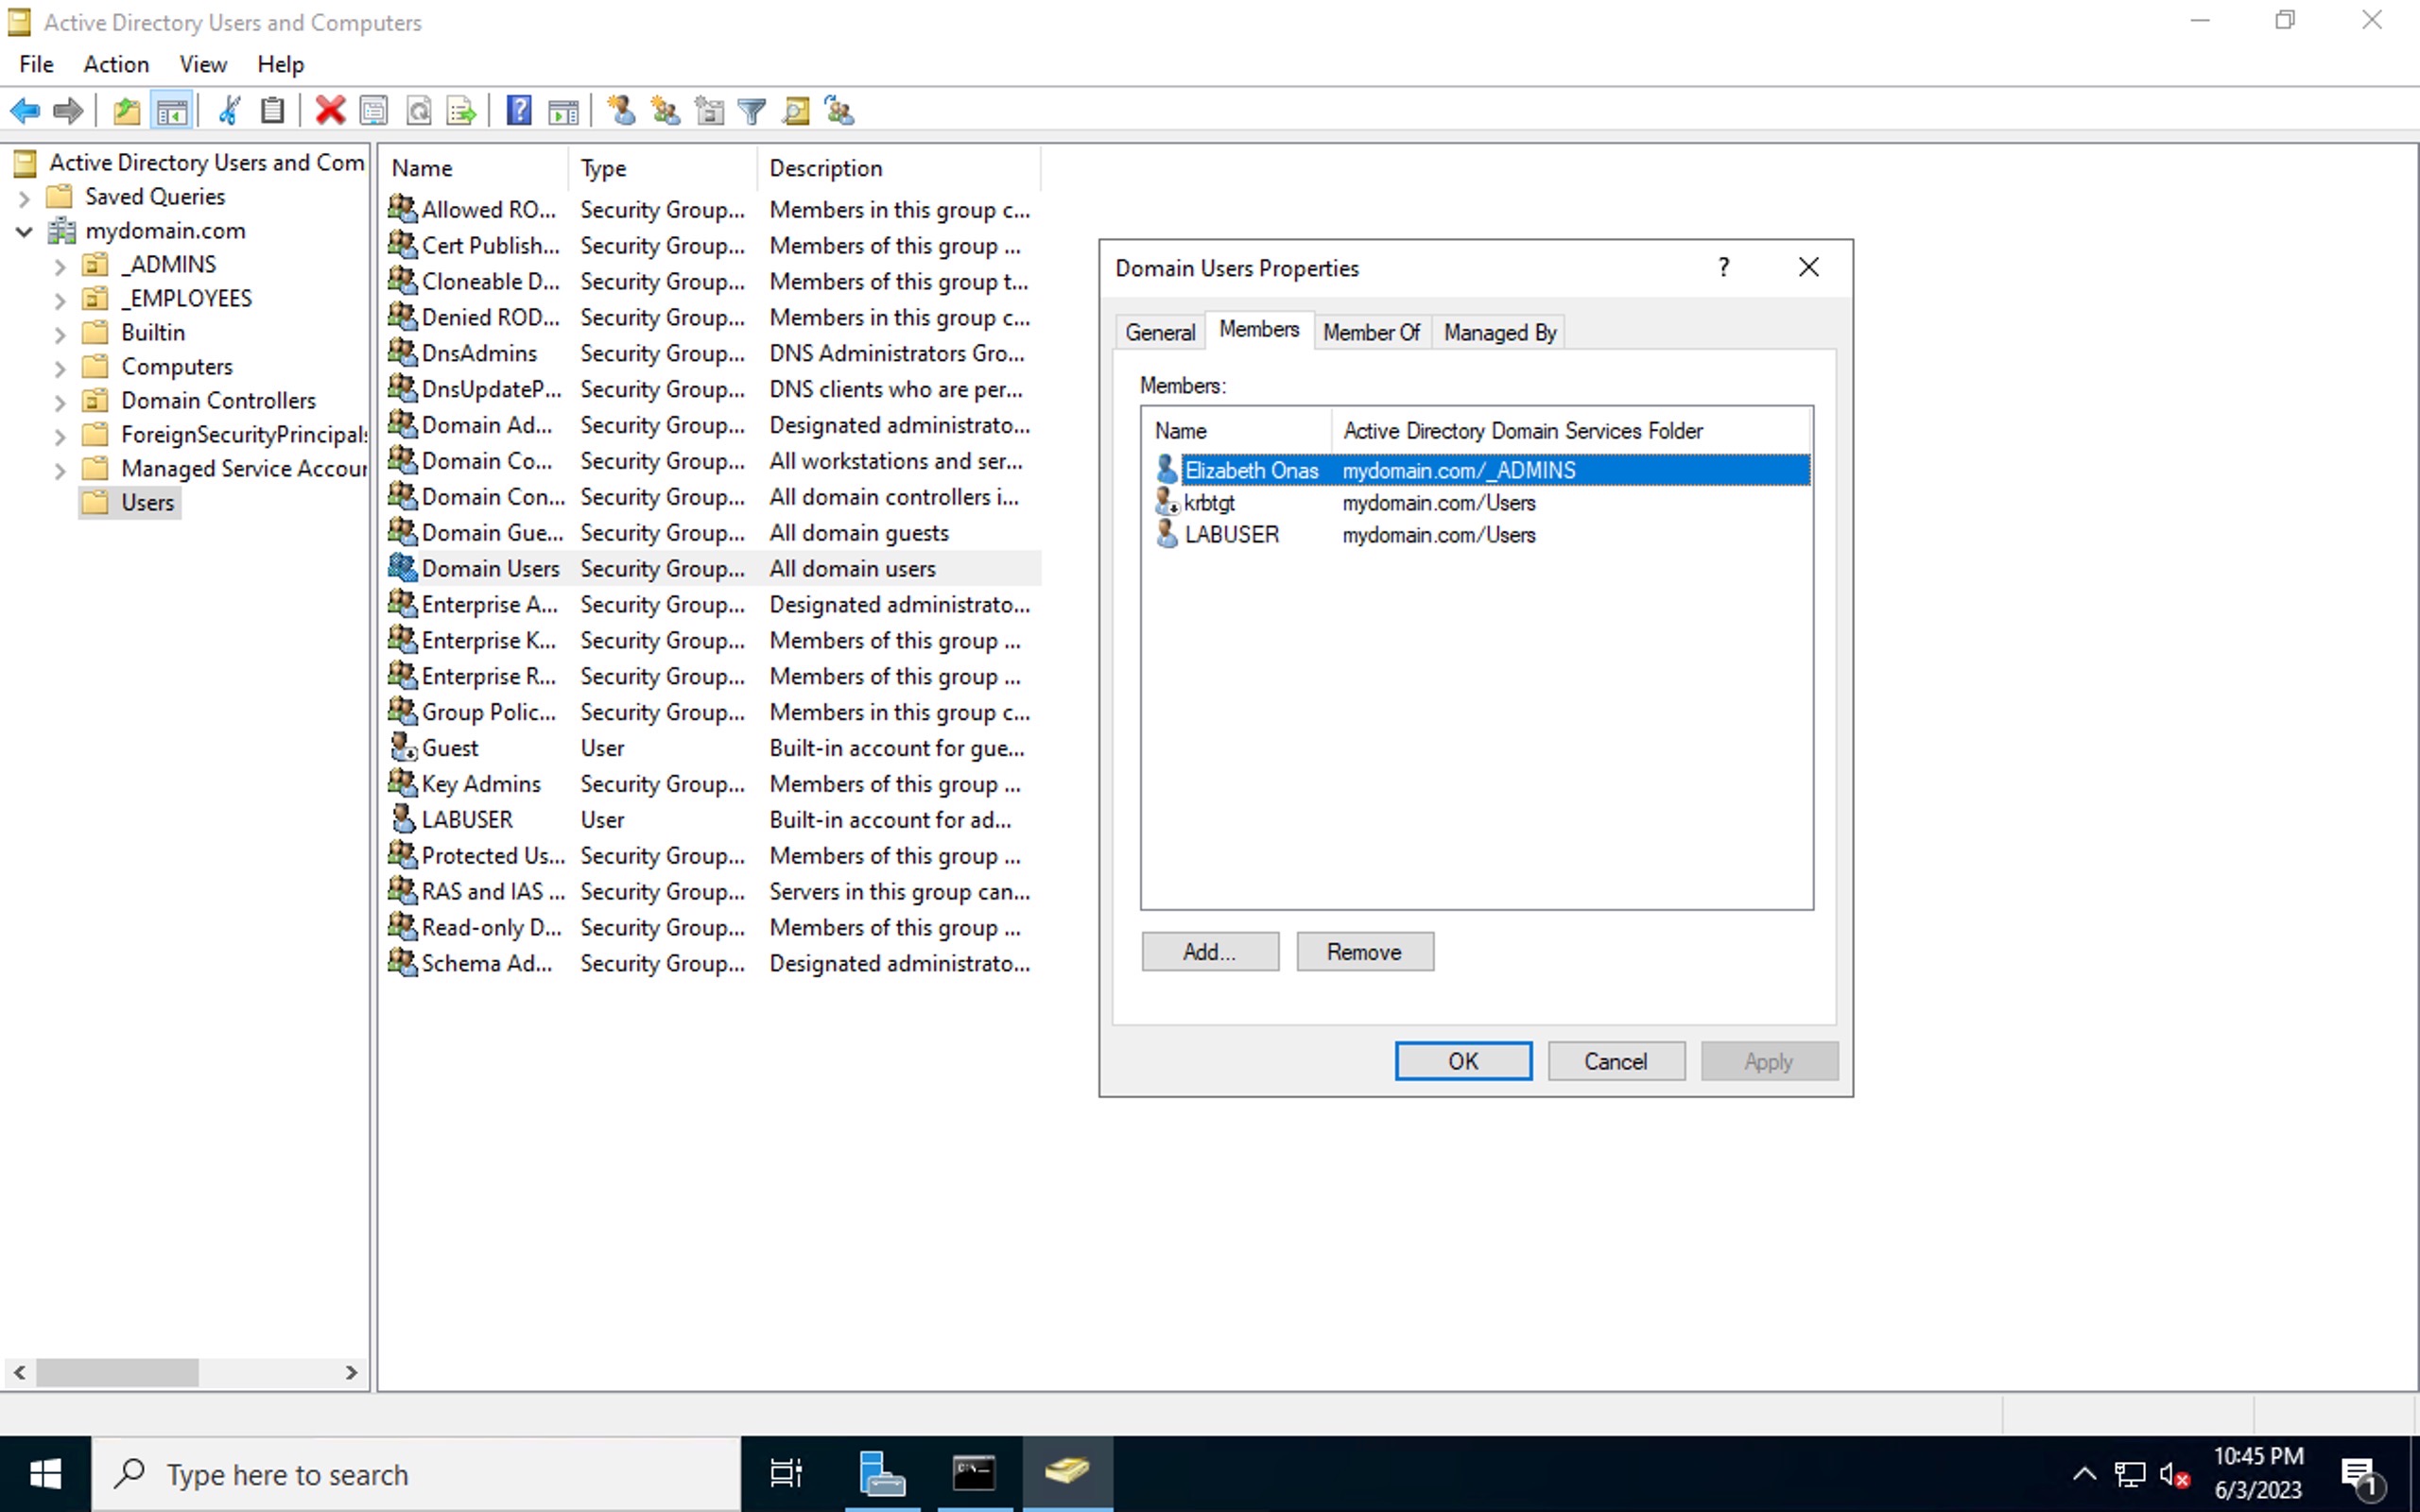 Active Directory Users and Computers
File Action View Help
Active Directory Users and Com
Saved Queries
mydomain.com
_ADMINS
_EMPLOYEES
Builtin
Computers
Domain Controllers
ForeignSecurityPrincipals
Managed Service Accour
Users
Name Type Description
Allowed RO... Security Group... Members in this group c...
Cert Publish... Security Group... Members of this group ...
Cloneable D... Security Group... Members of this group t...
Denied ROD... Security Group... Members in this group c...
DnsAdmins Security Group... DNS Administrators Gro...
DnsUpdateP... Security Group... DNS clients who are per...
Domain Ad... Security Group... Designated administrato...
Domain Co... Security Group... All workstations and ser...
Domain Con... Security Group... All domain controllers i...
Domain Gue... Security Group... All domain guests
Domain Users Security Group... All domain users
Enterprise A... Security Group... Designated administrato...
Enterprise K... Security Group... Members of this group ...
Enterprise R... Security Group... Members of this group ...
Group Polic... Security Group... Members in this group c...
Guest User Built-in account for gue...
Key Admins Security Group... Members of this group ...
LABUSER User Built-in account for ad...
Protected Us... Security Group... Members of this group ...
RAS and IAS ... Security Group... Servers in this group can...
Read-only D... Security Group... Members of this group ...
Schema Ad... Security Group... Designated administrato...
Domain Users Properties ?
General Members Member Of Managed By
Members:
Name Active Directory Domain Services Folder
Elizabeth Onas mydomain.com/_ADMINS
krbtgt mydomain.com/Users
LABUSER mydomain.com/Users
Add... Remove
OK Cancel Apply
Type here to search
10:45 PM
6/3/2023
1